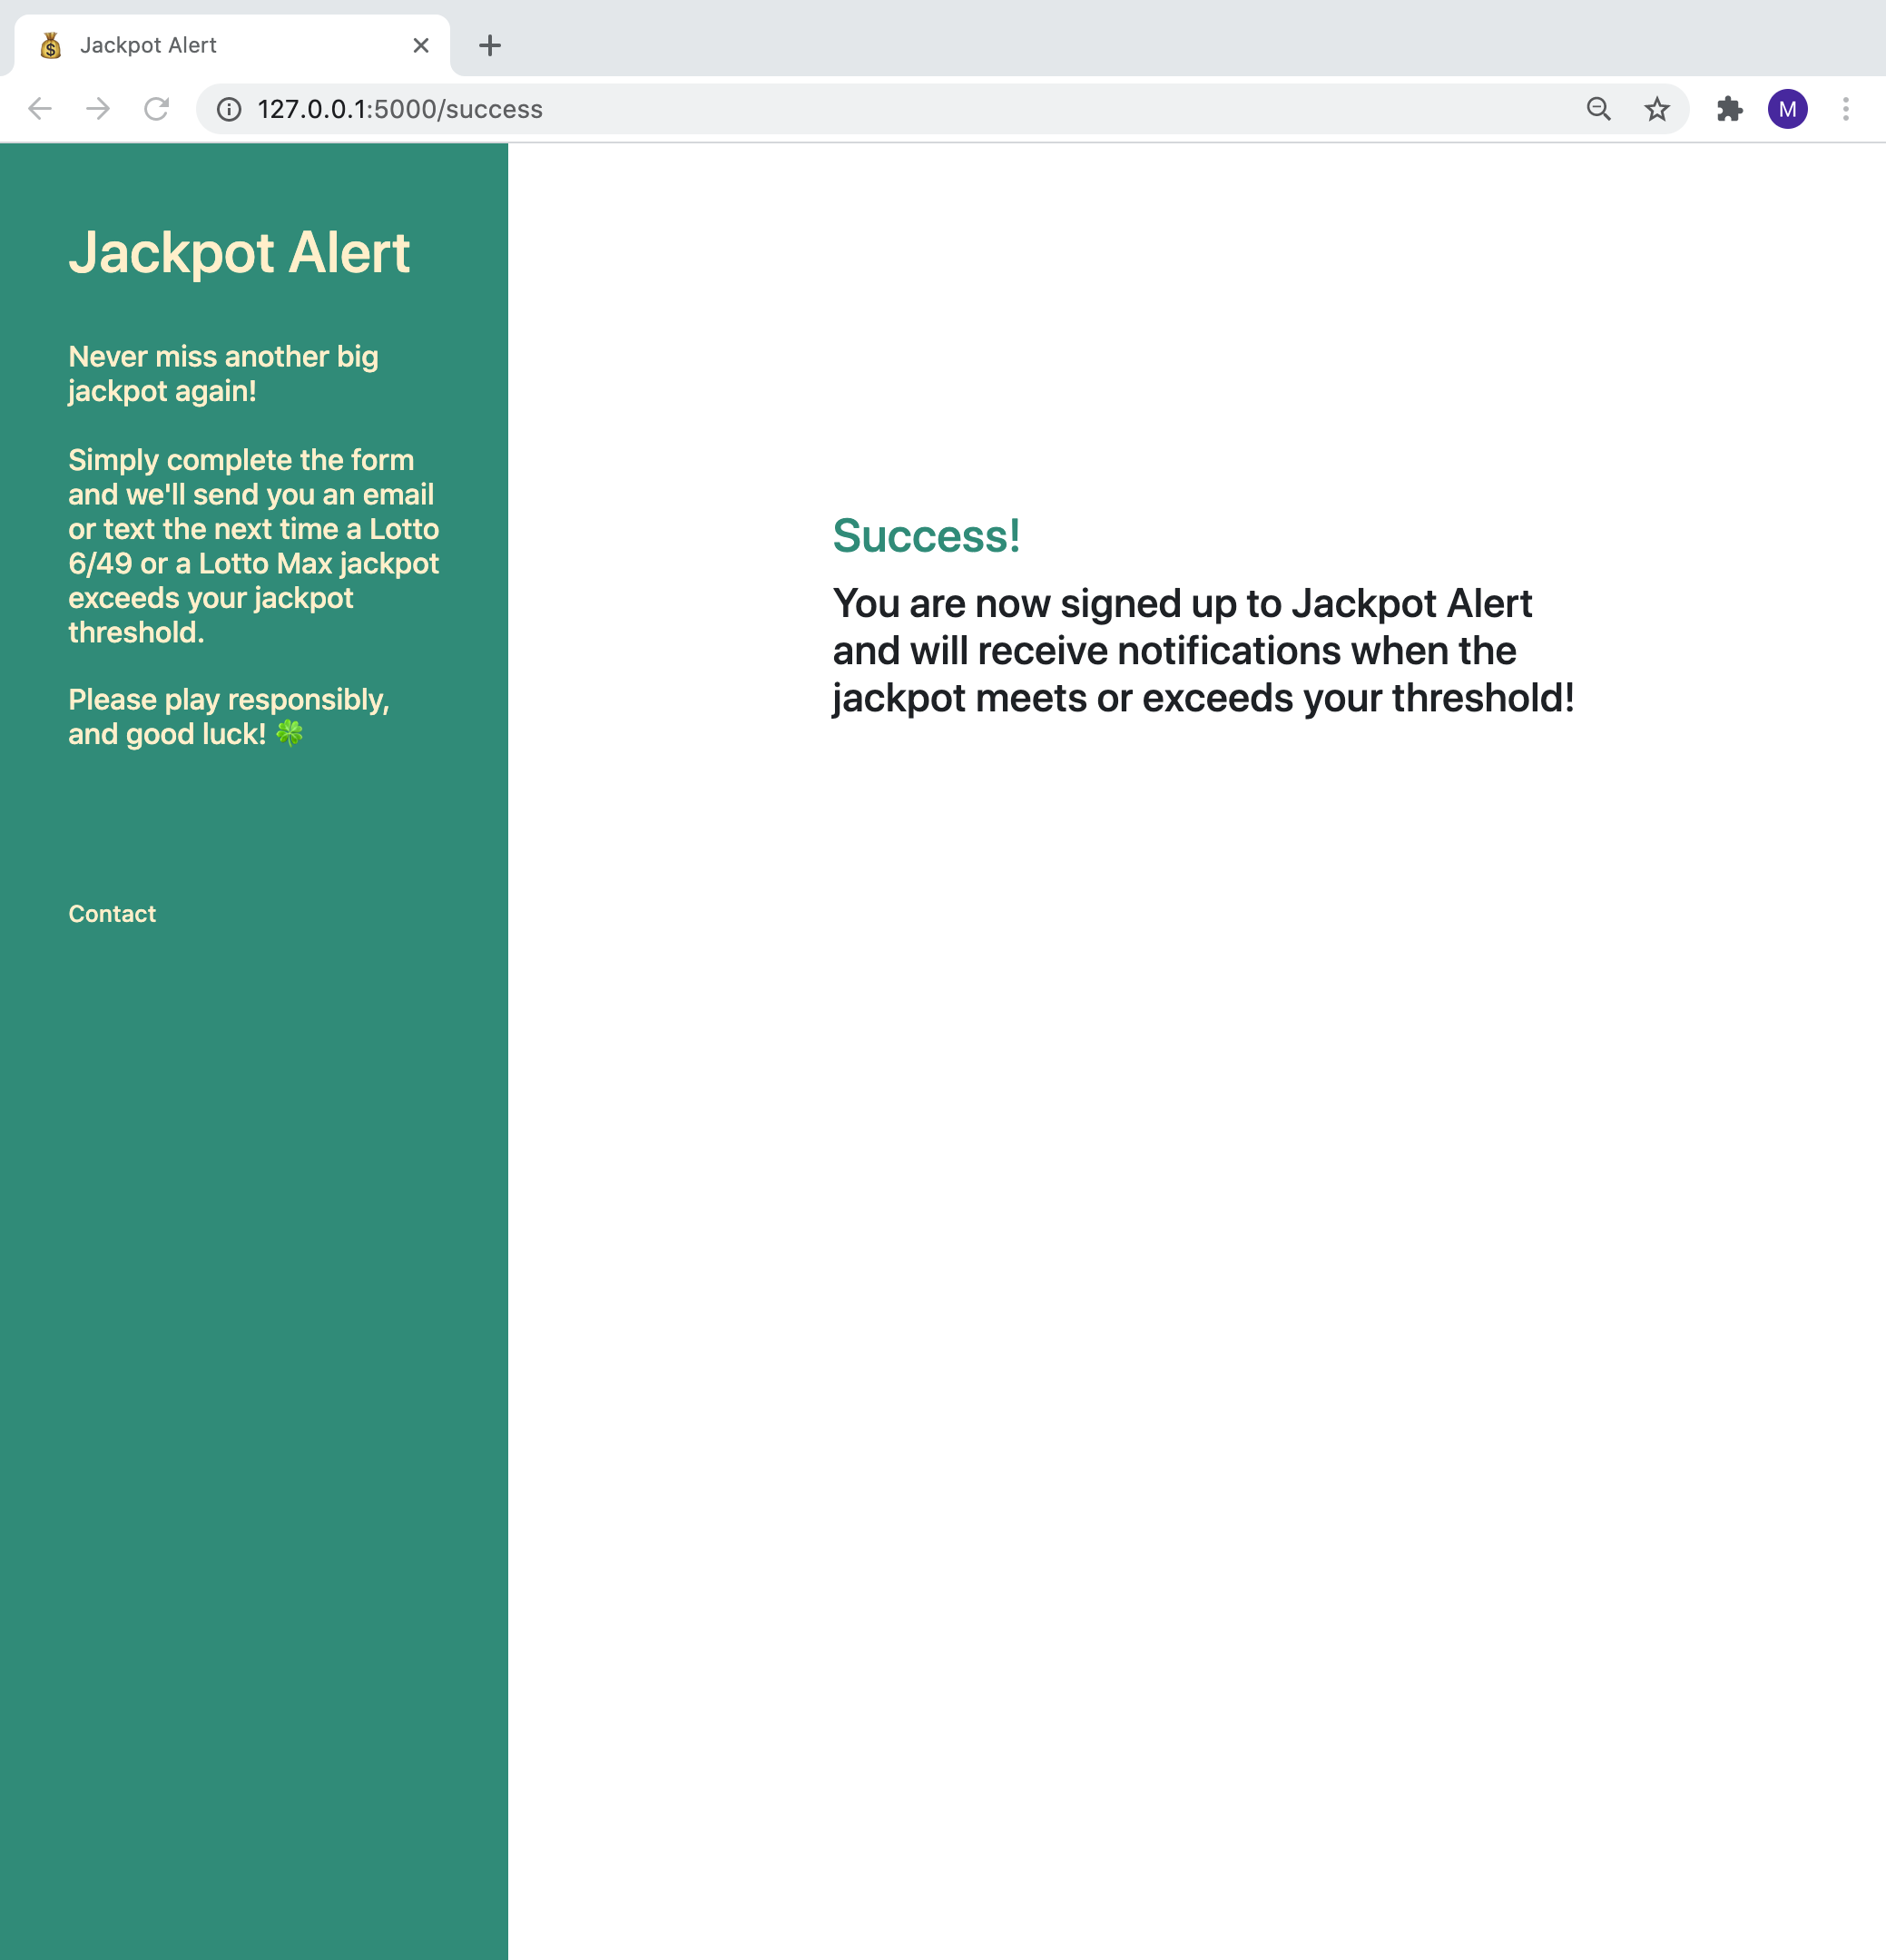 Jackpot Alert
127.0.0.1:5000/success
M
Jackpot Alert
Never miss another big
jackpot again!
Simply complete the form
and we'll send you an email
or text the next time a Lotto
6/49 or a Lotto Max jackpot
exceeds your jackpot
threshold.
Please play responsibly,
and good luck! 🍀
Contact
Success!
You are now signed up to Jackpot Alert
and will receive notifications when the
jackpot meets or exceeds your threshold!